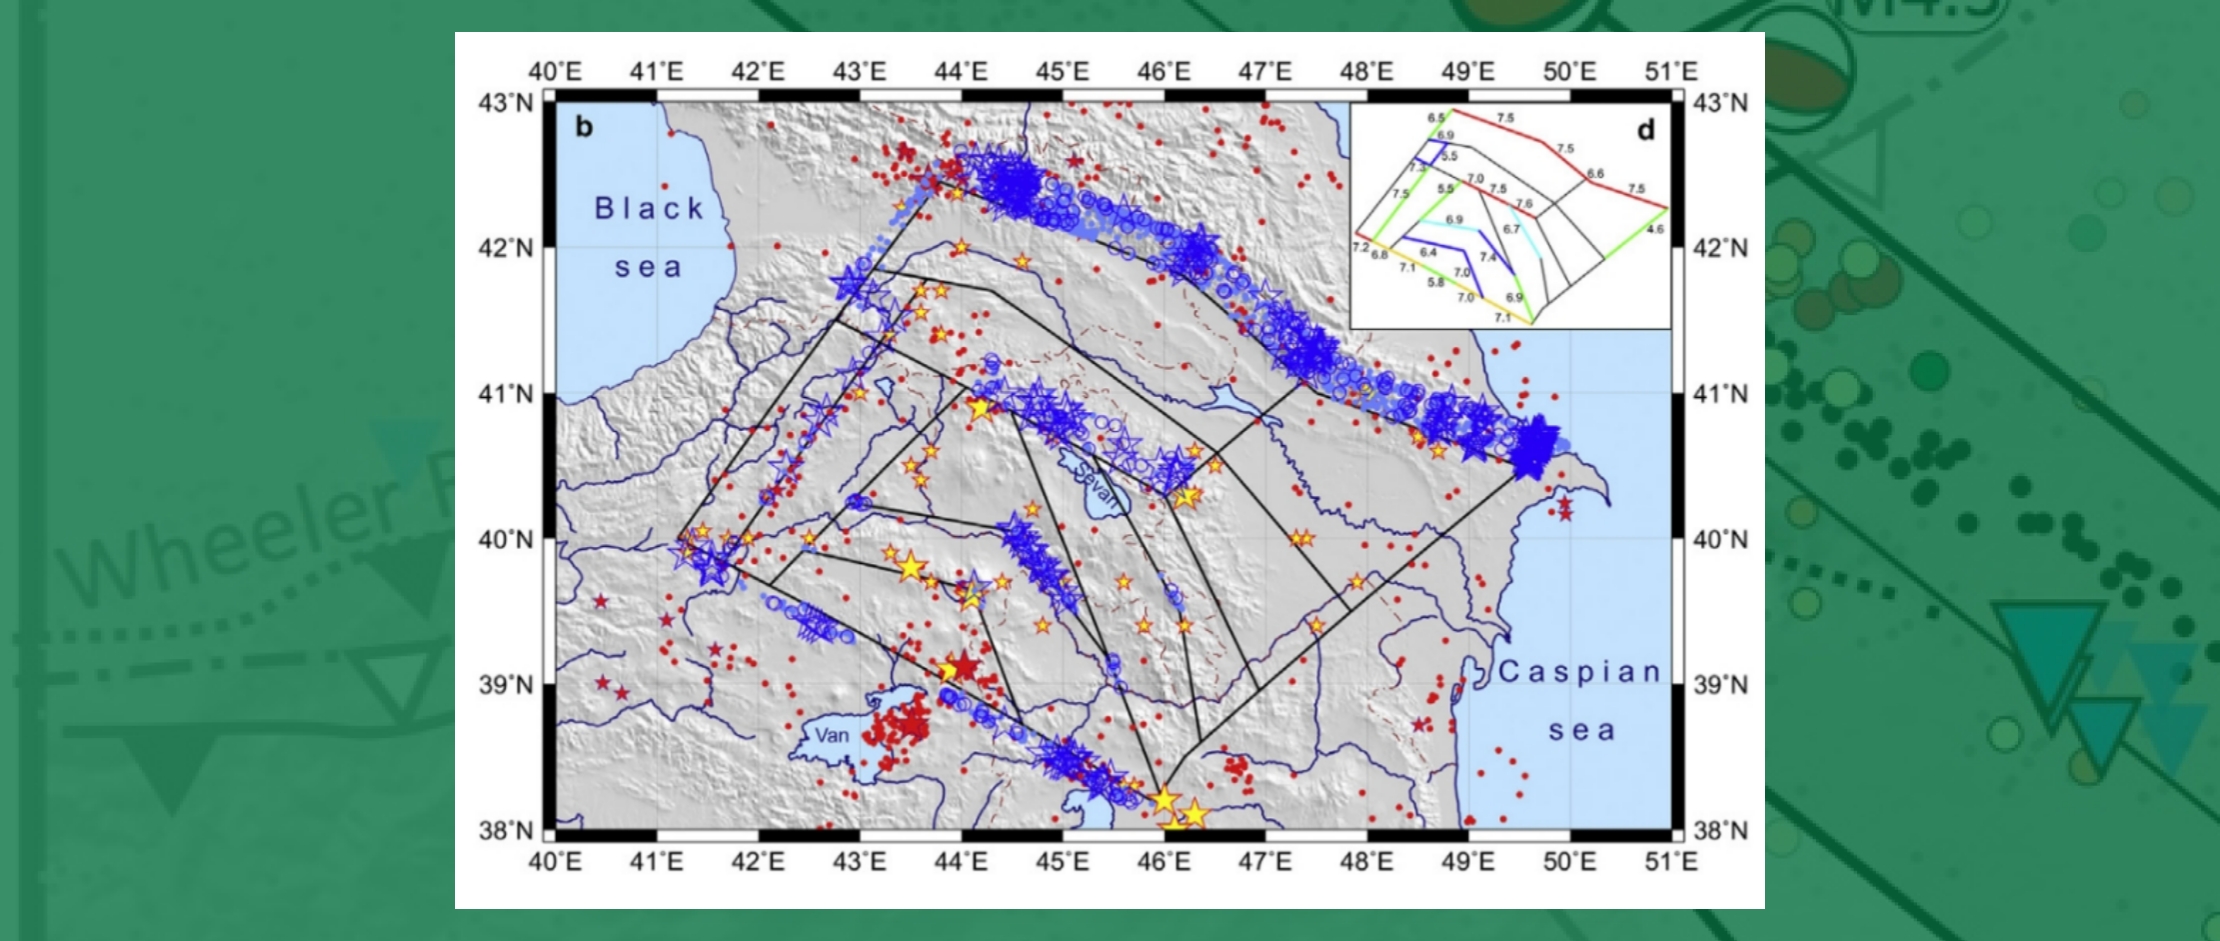 M4.5
Wheeler
40°E 41°E 42°E 43°E 44°E 45°E 46°E 47°E 48°E 49°E 50°E 51°E
43°N 43°N
b d
6.5 7.5
6.9 7.5
5.5
7.3 6.6
7.0
7.5 5.5 7.5 7.5
7.6
6.9 6.7 4.6
7.2 6.8 6.4 7.4
7.1 7.0
5.8 7.0 6.9
7.1
Black
sea
42°N 42°N
41°N 41°N
Sevan
40°N 40°N
39°N 39°N
Caspian
sea
Van
38°N 38°N
40°E 41°E 42°E 43°E 44°E 45°E 46°E 47°E 48°E 49°E 50°E 51°E